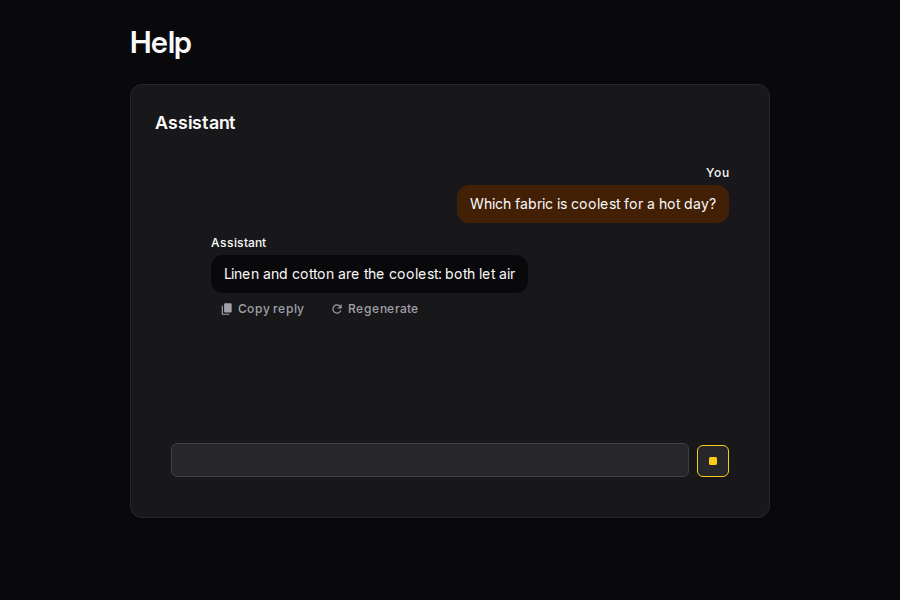 Help
Assistant
You
Which fabric is coolest for a hot day?
Assistant
Linen and cotton are the coolest: both let air
Copy reply
Regenerate